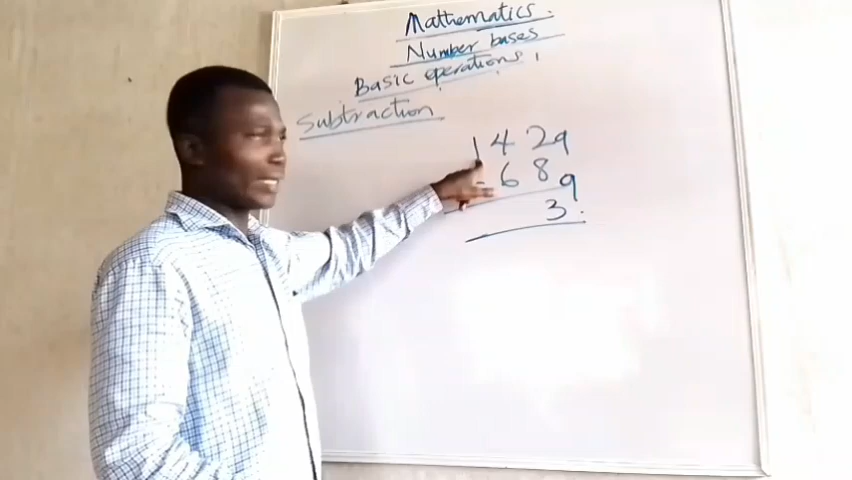 Mathematics.
Number bases
Basic operations.
Subtraction
1 4 2 9
- 6 8 9
3.